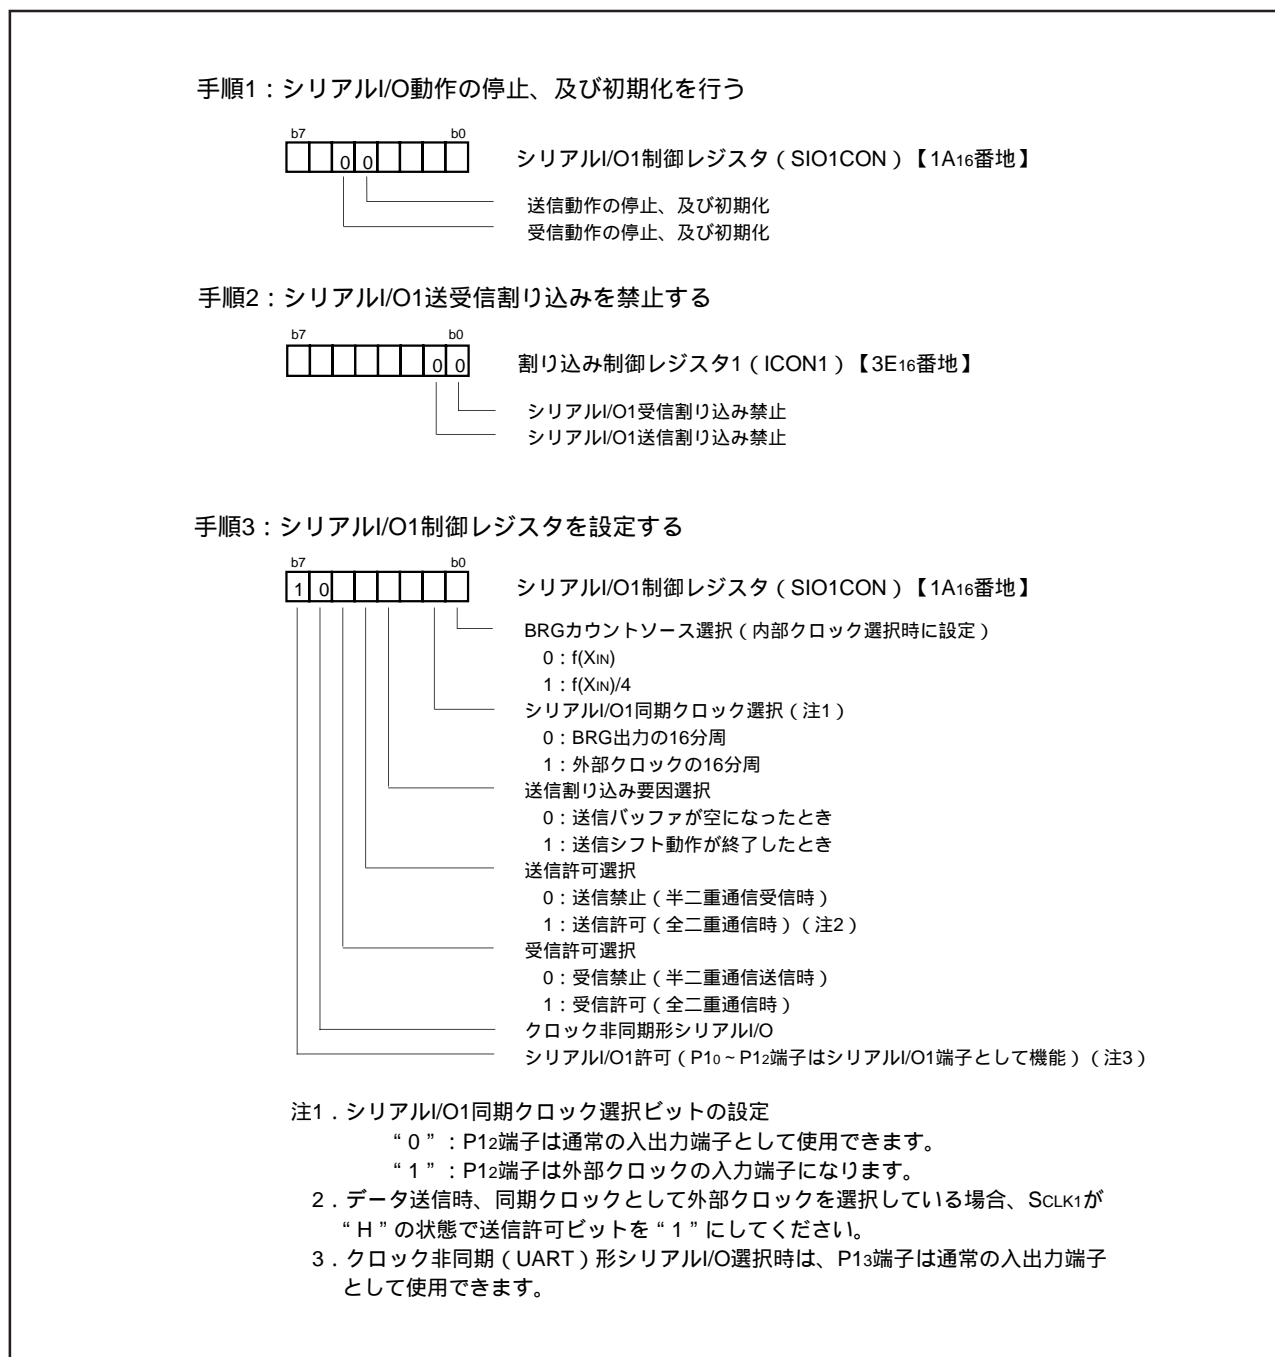 手順1：シリアルI/O動作の停止、及び初期化を行う
b7 b0
0 0
シリアルI/O1制御レジスタ（SIO1CON）【1A16番地】
送信動作の停止、及び初期化
受信動作の停止、及び初期化
手順2：シリアルI/O1送受信割り込みを禁止する
b7 b0
0 0
割り込み制御レジスタ1（ICON1）【3E16番地】
シリアルI/O1受信割り込み禁止
シリアルI/O1送信割り込み禁止
手順3：シリアルI/O1制御レジスタを設定する
b7 b0
1 0
シリアルI/O1制御レジスタ（SIO1CON）【1A16番地】
BRGカウントソース選択（内部クロック選択時に設定）
0：f(XIN)
1：f(XIN)/4
シリアルI/O1同期クロック選択（注1）
0：BRG出力の16分周
1：外部クロックの16分周
送信割り込み要因選択
0：送信バッファが空になったとき
1：送信シフト動作が終了したとき
送信許可選択
0：送信禁止（半二重通信受信時）
1：送信許可（全二重通信時）（注2）
受信許可選択
0：受信禁止（半二重通信送信時）
1：受信許可（全二重通信時）
クロック非同期形シリアルI/O
シリアルI/O1許可（P10～P12端子はシリアルI/O1端子として機能）（注3）
注1．シリアルI/O1同期クロック選択ビットの設定
“0”：P12端子は通常の入出力端子として使用できます。
“1”：P12端子は外部クロックの入力端子になります。
2．データ送信時、同期クロックとして外部クロックを選択している場合、SCLK1が
“H”の状態で送信許可ビットを“1”にしてください。
3．クロック非同期（UART）形シリアルI/O選択時は、P13端子は通常の入出力端子
として使用できます。